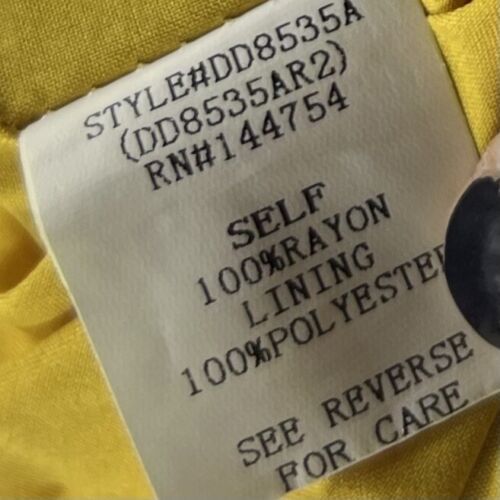 STYLE#DD8535A
(DD8535AR2)
RN#144754
SELF
100%RAYON
LINING
100%POLYESTER
SEE REVERSE
FOR CARE